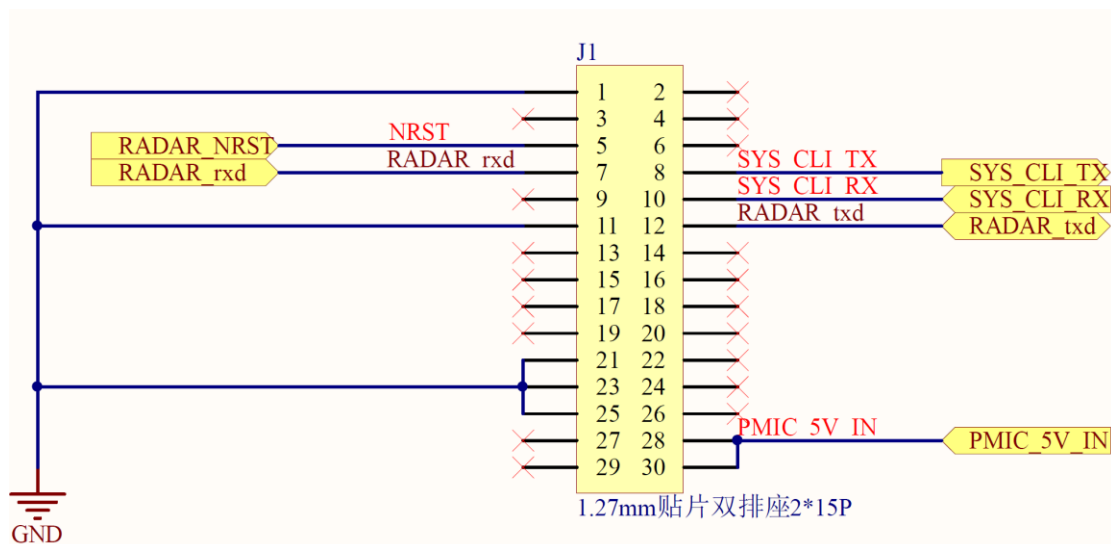 J1
1 2
3 4
RADAR_NRST NRST 5 6
RADAR_rxd RADAR_rxd 7 8 SYS_CLI_TX SYS_CLI_TX
9 10 SYS_CLI_RX SYS_CLI_RX
11 12 RADAR_txd RADAR_txd
13 14
15 16
17 18
19 20
21 22
23 24
25 26
27 28 PMIC_5V_IN PMIC_5V_IN
29 30
1.27mm贴片双排座2*15P
GND